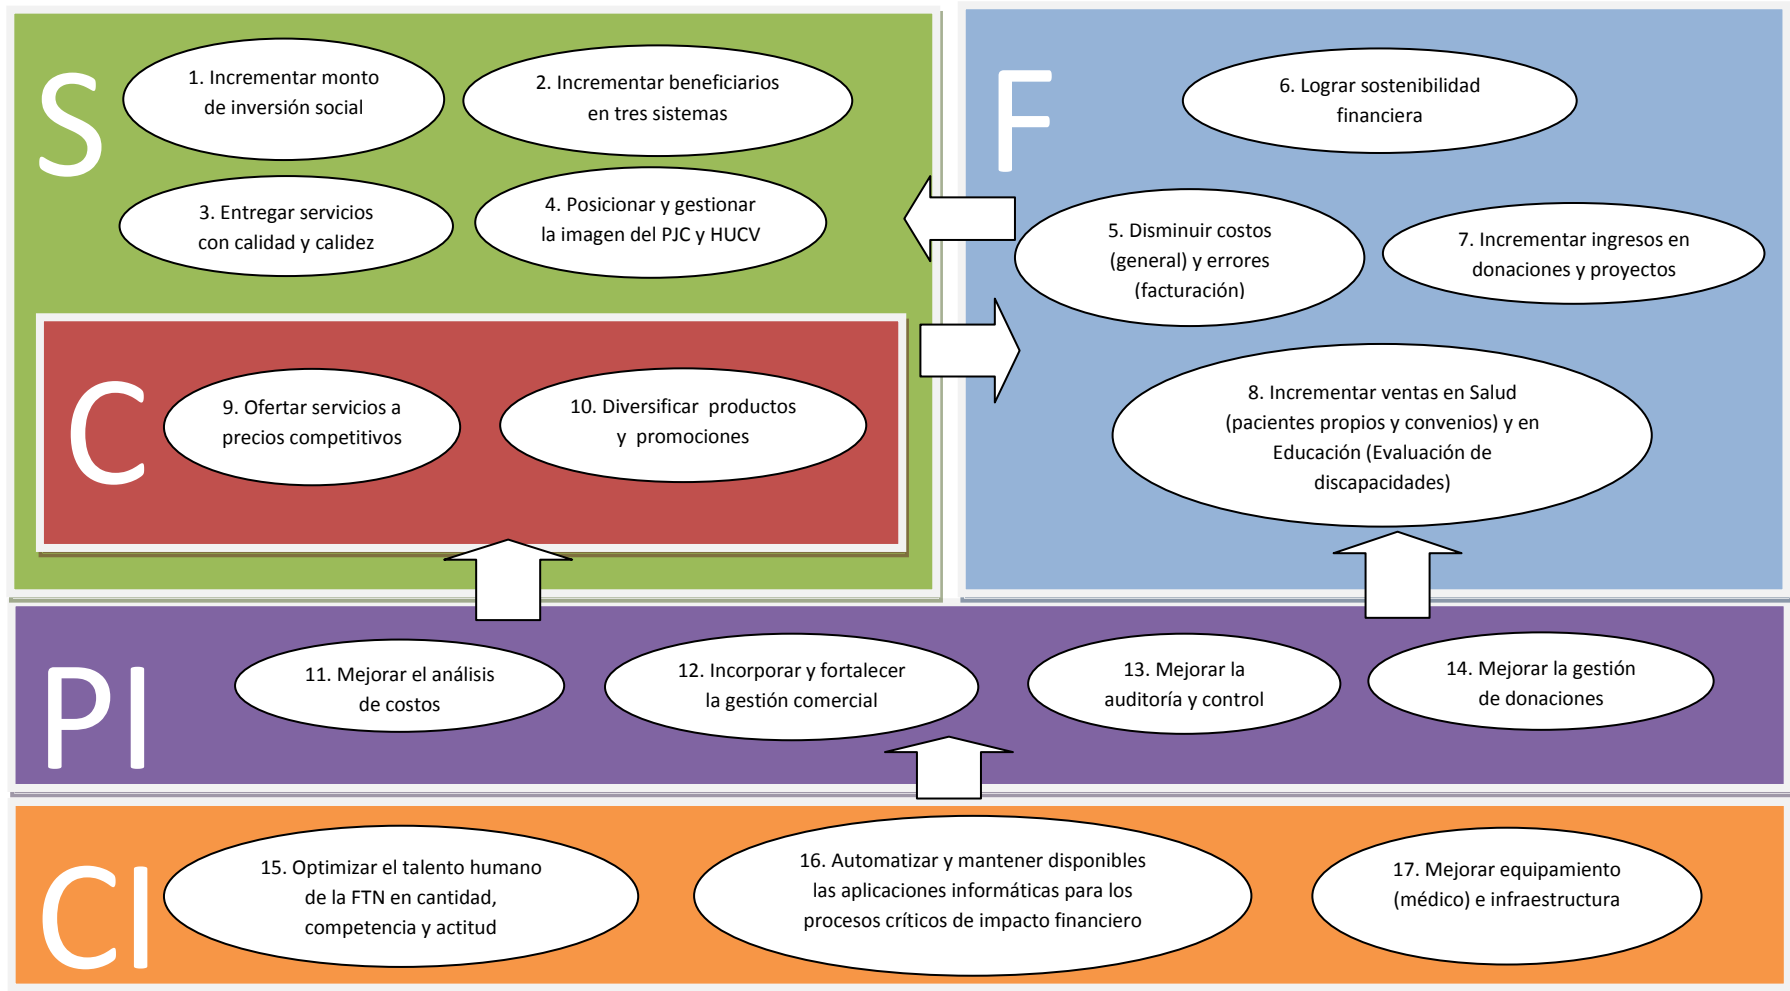 S
1. Incrementar monto
de inversión social
2. Incrementar beneficiarios
en tres sistemas
3. Entregar servicios
con calidad y calidez
4. Posicionar y gestionar
la imagen del PJC y HUCV
C
9. Ofertar servicios a
precios competitivos
10. Diversificar productos
y promociones
F
6. Lograr sostenibilidad
financiera
5. Disminuir costos
(general) y errores
(facturación)
7. Incrementar ingresos en
donaciones y proyectos
8. Incrementar ventas en Salud
(pacientes propios y convenios) y en
Educación (Evaluación de
discapacidades)
PI
11. Mejorar el análisis
de costos
12. Incorporar y fortalecer
la gestión comercial
13. Mejorar la
auditoría y control
14. Mejorar la gestión
de donaciones
CI
15. Optimizar el talento humano
de la FTN en cantidad,
competencia y actitud
16. Automatizar y mantener disponibles
las aplicaciones informáticas para los
procesos críticos de impacto financiero
17. Mejorar equipamiento
(médico) e infraestructura